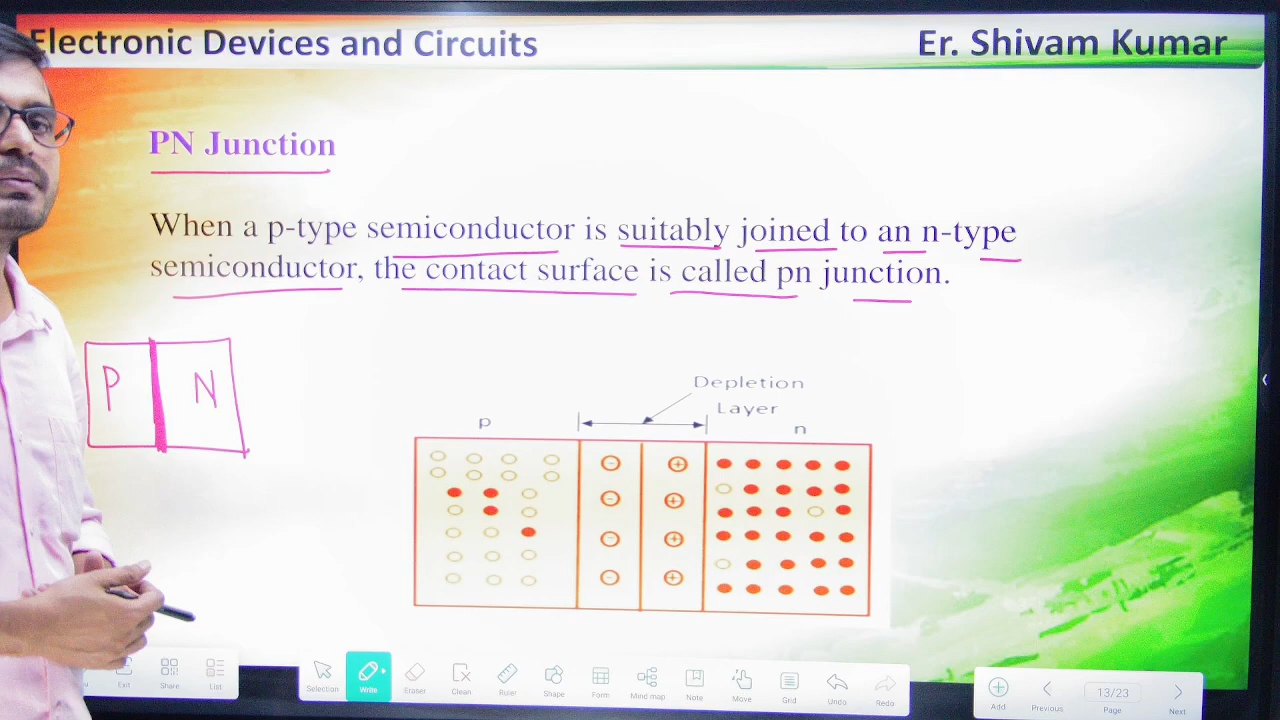 Electronic Devices and Circuits
Er. Shivam Kumar
PN Junction
When a p-type semiconductor is suitably joined to an n-type
semiconductor, the contact surface is called pn junction.
P N
Depletion
Layer
p
n
- +
- +
- +
- +
Exit
Share
List
Selection
Write
Eraser
Clean
Ruler
Shape
Form
Mind map
Note
Move
Grid
Undo
Redo
Add
Previous
13/23
Page
Next